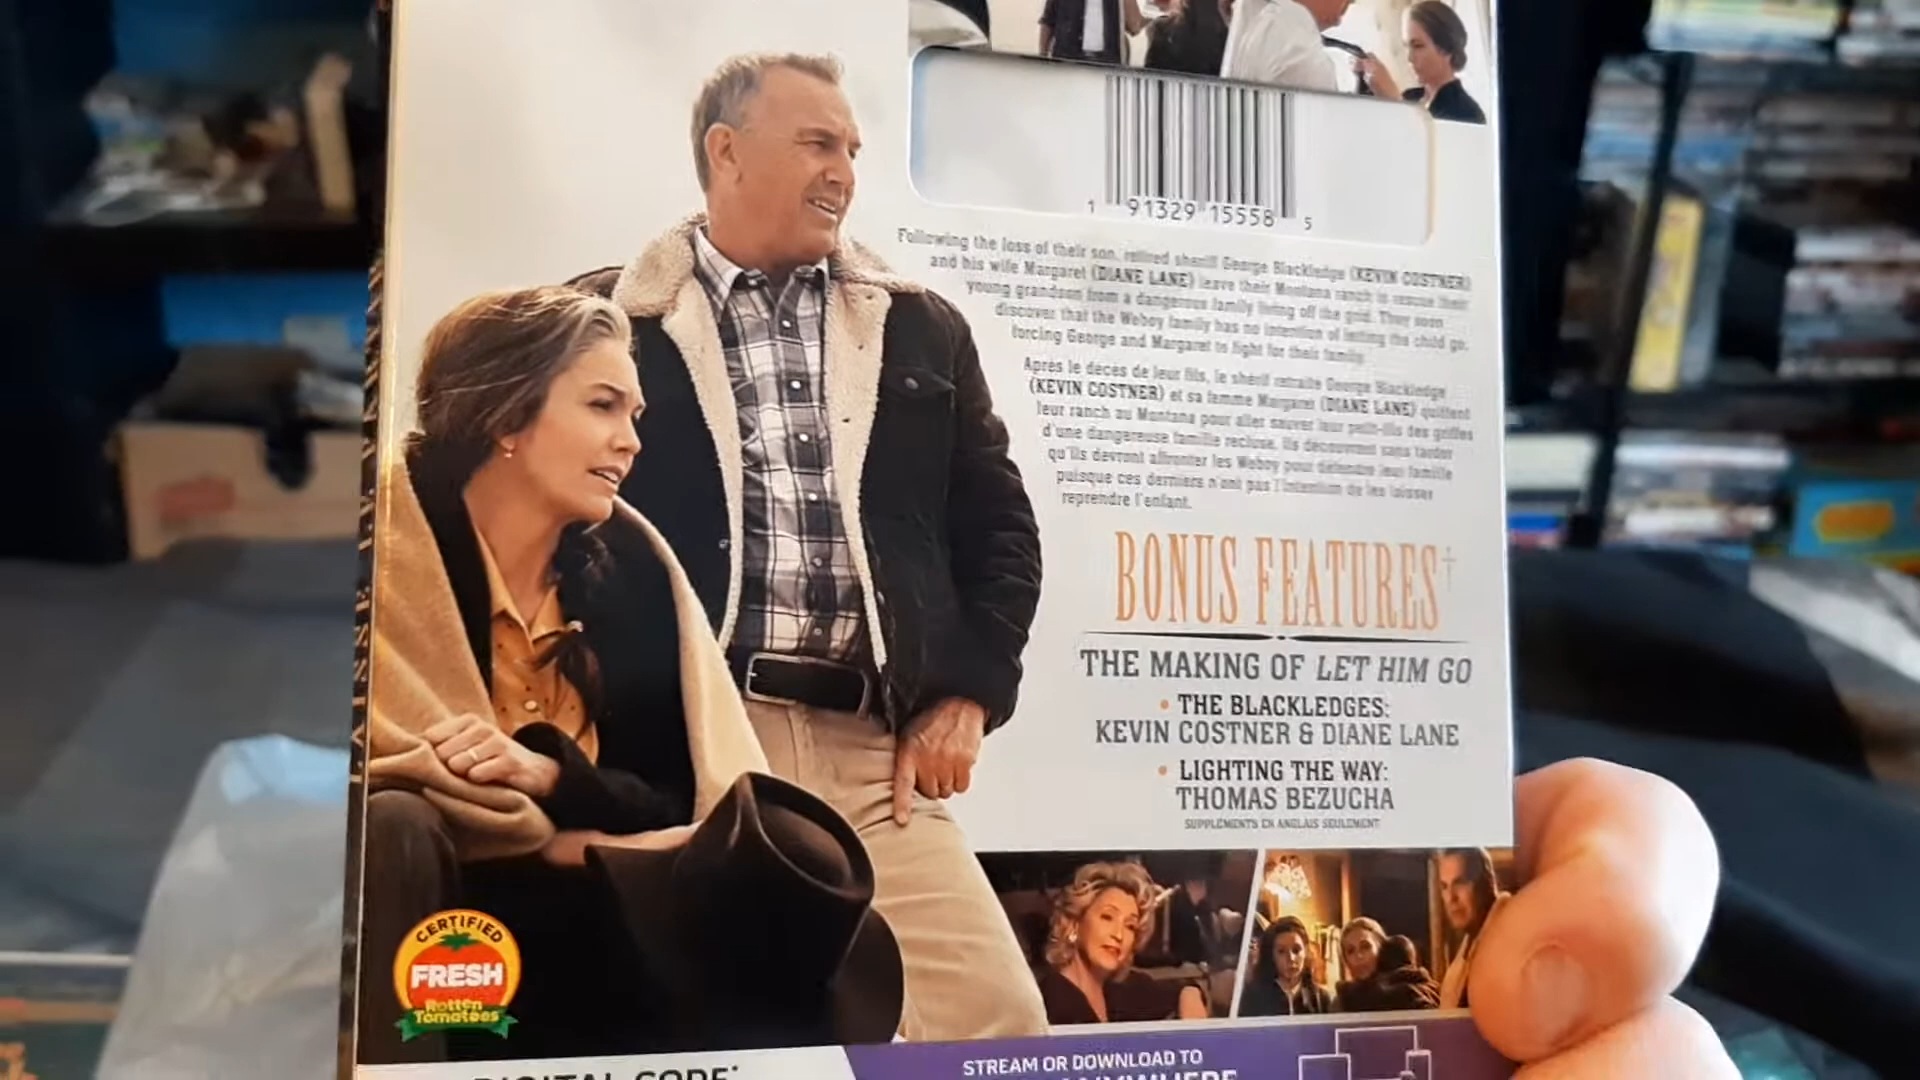 1 91329 15558 5
Following the loss of their son, retired sheriff George Blackledge (KEVIN COSTNER)
and his wife Margaret (DIANE LANE) leave their Montana ranch to rescue their
young grandson from a dangerous family living off the grid. They soon
discover that the Weboy family has no intention of letting the child go,
forcing George and Margaret to fight for their family.
Après le décès de leur fils, le shérif retraité George Blackledge
(KEVIN COSTNER) et sa femme Margaret (DIANE LANE) quittent
leur ranch au Montana pour aller sauver leur petit-fils des griffes
d'une dangereuse famille recluse. Ils découvrent sans tarder
qu'ils devront affronter les Weboy pour défendre leur famille
puisque ces derniers n'ont pas l'intention de les laisser
reprendre l'enfant.
BONUS FEATURES†
THE MAKING OF LET HIM GO
• THE BLACKLEDGES:
KEVIN COSTNER & DIANE LANE
• LIGHTING THE WAY:
THOMAS BEZUCHA
SUPPLÉMENTS EN ANGLAIS SEULEMENT
CERTIFIED
FRESH
Rotten
Tomatoes
DIGITAL CODE*
STREAM OR DOWNLOAD TO
ANYWHERE